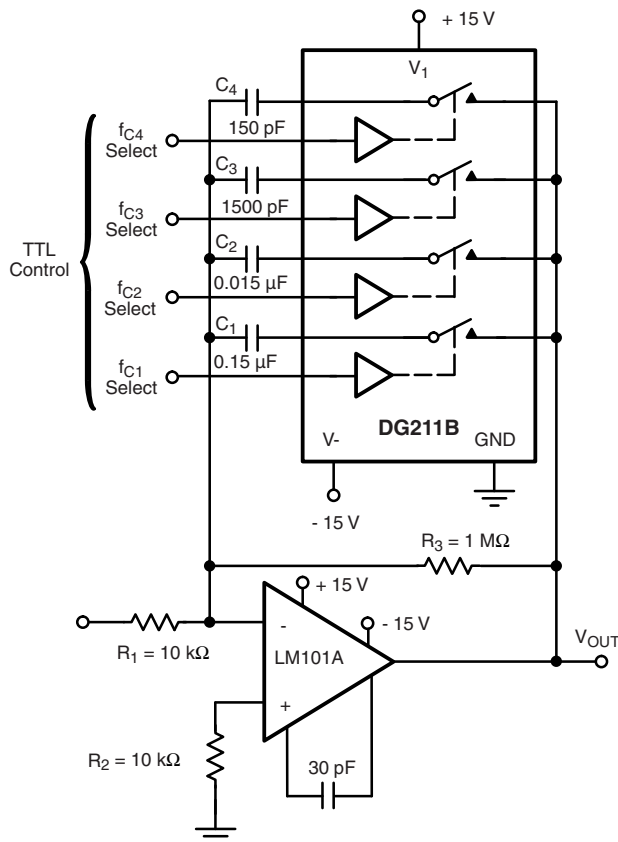 + 15 V
V1
C4
150 pF
fC4
Select
C3
1500 pF
fC3
Select
TTL
Control
C2
0.015 µF
fC2
Select
C1
0.15 µF
fC1
Select
DG211B
V-
GND
- 15 V
R3 = 1 MΩ
+ 15 V
- 15 V
-
LM101A
+
R1 = 10 kΩ
VOUT
R2 = 10 kΩ
30 pF